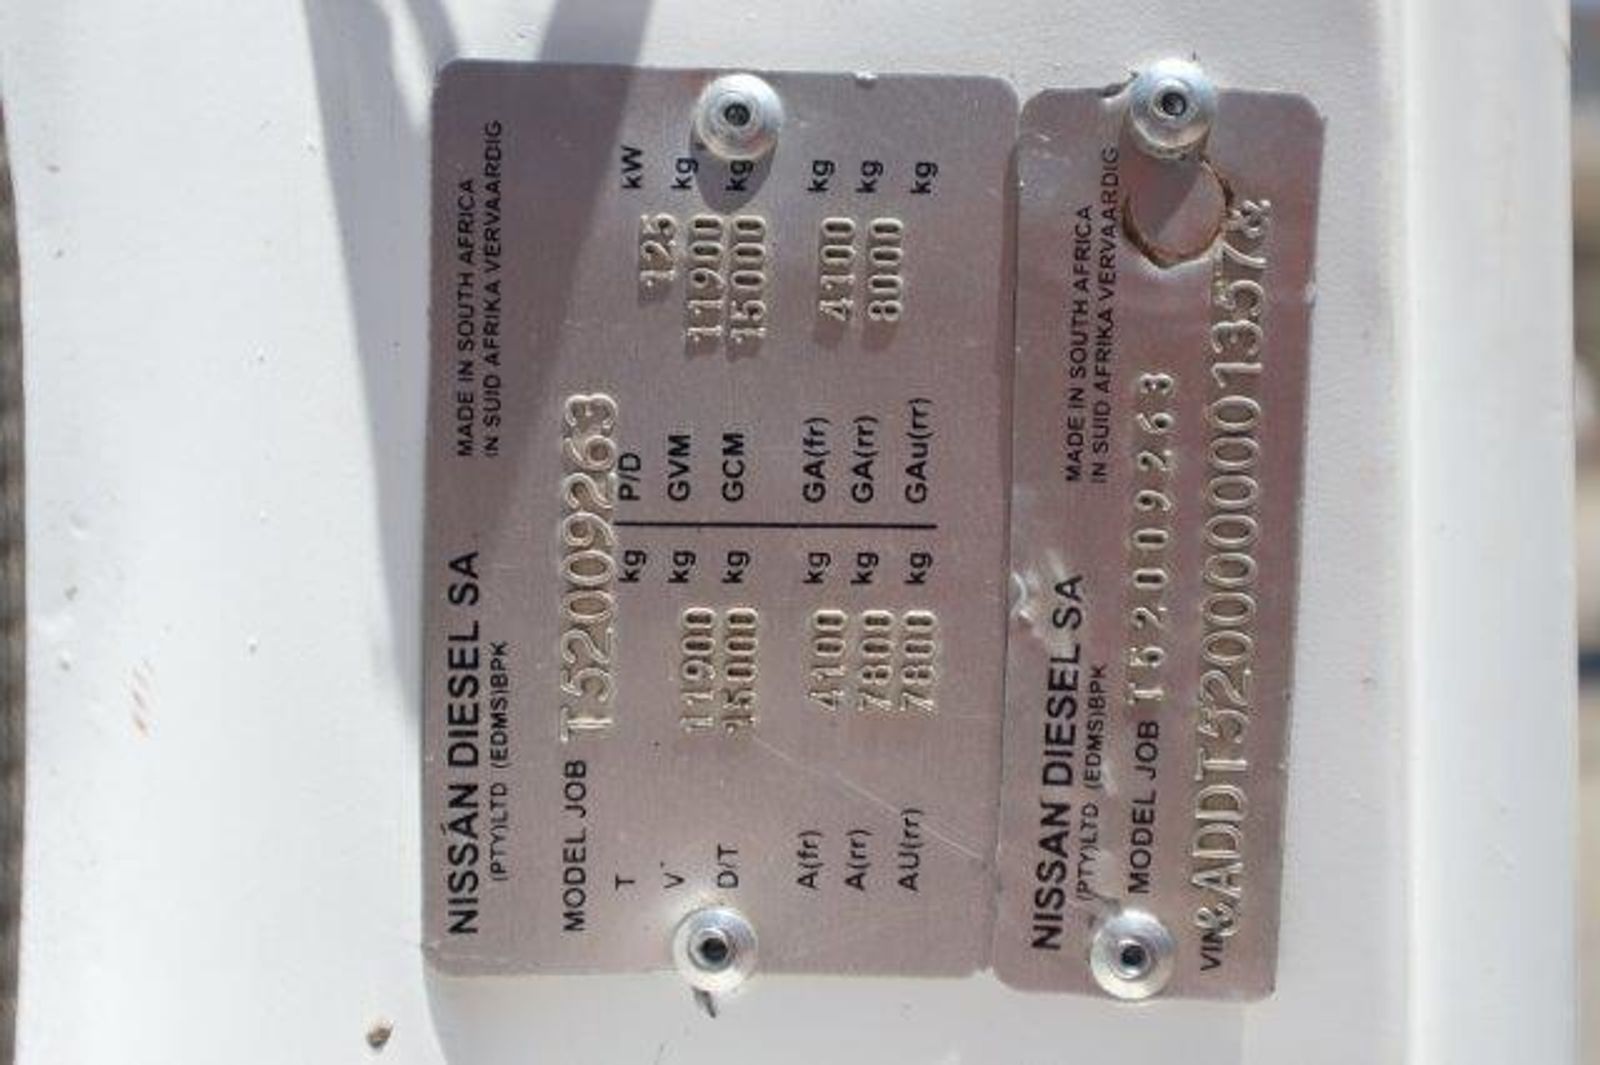 NISSAN DIESEL SA
(PTY)LTD (EDMS)BPK
MADE IN SOUTH AFRICA
IN SUID AFRIKA VERVAARDIG
MODEL JOB T52009263
T kg P/D 125 kW
V 11900 kg GVM 11900 kg
D/T 15000 kg GCM 15000 kg
A(fr) 4100 kg GA(fr) 4100 kg
A(rr) 7800 kg GA(rr) 8000 kg
AU(rr) 7800 kg GAu(rr) kg
NISSAN DIESEL SA
(PTY)LTD (EDMS)BPK
MADE IN SOUTH AFRICA
IN SUID AFRIKA VERVAARDIG
MODEL JOB T52009263
VIN &ADDT5200000001357&